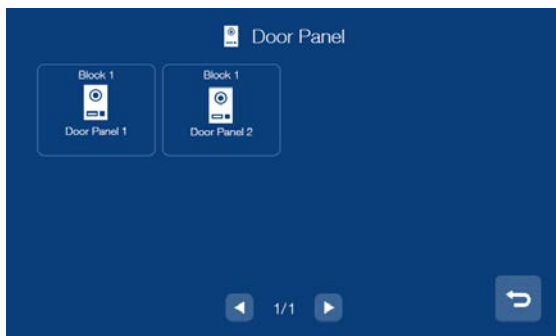 Door Panel
Block 1
Door Panel 1
Block 1
Door Panel 2
1/1